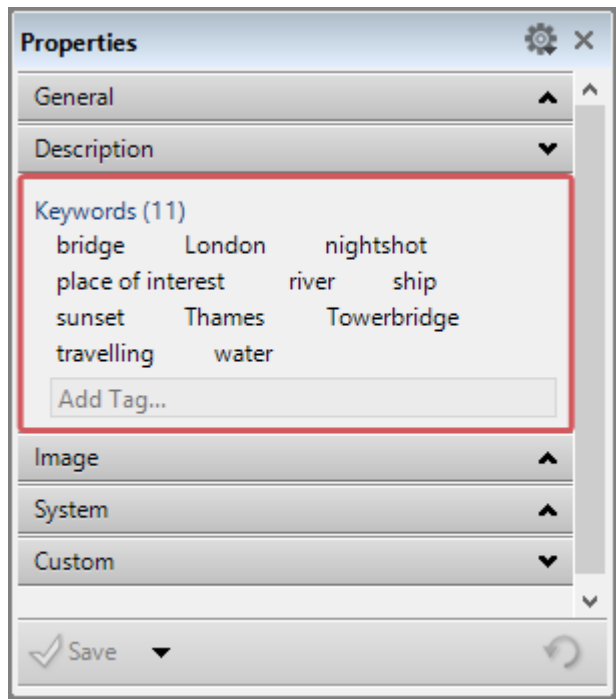 Properties
General
Description
Keywords (11)
bridge London nightshot
place of interest river ship
sunset Thames Towerbridge
travelling water
Add Tag...
Image
System
Custom
Save